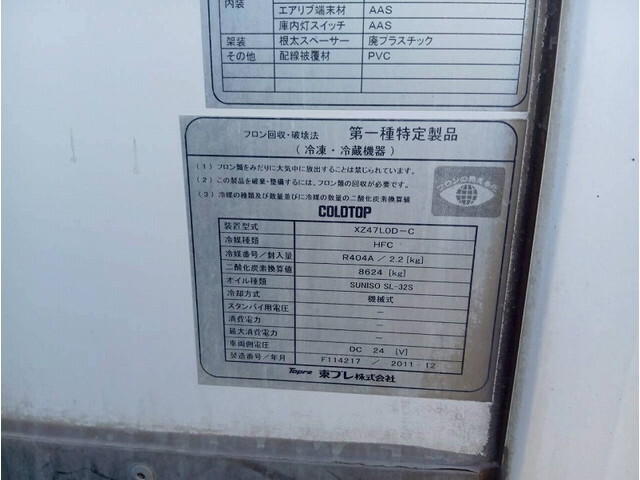 内装
エアリブ端末材 AAS
庫内灯スイッチ AAS
架装 根太スペーサー 廃プラスチック
その他 配線被覆材 PVC
フロン回収・破壊法 第一種特定製品
(冷凍・冷蔵機器)
(1)フロン類をみだりに大気中に放出することは禁じられています。
(2)この製品を廃棄・整備するには、フロン類の回収が必要です。
(3)冷媒の種類及び数量並びに冷媒の数量の二酸化炭素換算値
フロンの見える化
COLDTOP
装置型式 XZ47LOD-C
冷媒種類 HFC
冷媒番号/封入量 R404A / 2.2 [kg]
二酸化炭素換算値 8624 [kg]
オイル種類 SUNISO SL-32S
冷却方式 機械式
スタンバイ用電圧 -
消費電力 -
最大消費電力 -
車両側電圧 DC 24 [V]
製造番号/年月 F114217 / 2011-12
Topre 東プレ株式会社